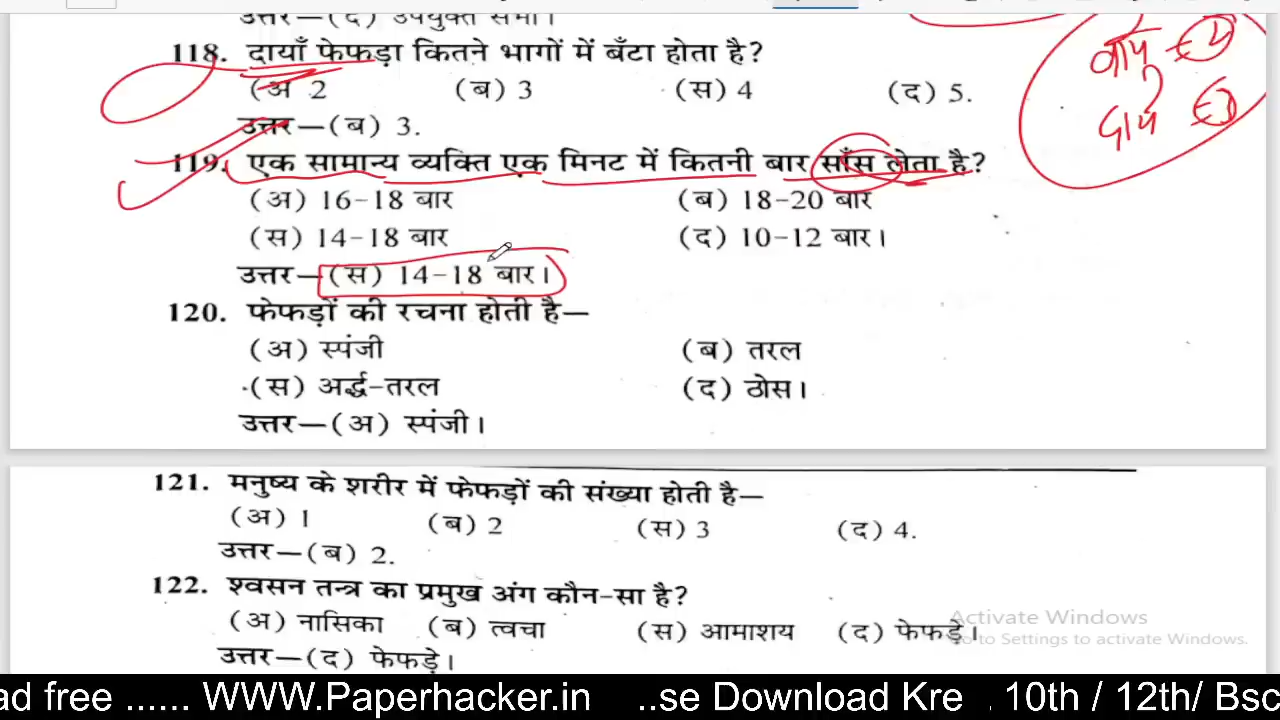 उत्तर—(द) उपर्युक्त सभी।
118. दायाँ फेफड़ा कितने भागों में बँटा होता है?
(अ 2 (ब) 3 (स) 4 (द) 5.
उत्तर—(ब) 3.
119. एक सामान्य व्यक्ति एक मिनट में कितनी बार साँस लेता है?
(अ) 16-18 बार (ब) 18-20 बार
(स) 14-18 बार (द) 10-12 बार।
उत्तर—(स) 14-18 बार।
120. फेफड़ों की रचना होती है—
(अ) स्पंजी (ब) तरल
(स) अर्द्ध-तरल (द) ठोस।
उत्तर—(अ) स्पंजी।
121. मनुष्य के शरीर में फेफड़ों की संख्या होती है—
(अ) 1 (ब) 2 (स) 3 (द) 4.
उत्तर—(ब) 2.
122. श्वसन तन्त्र का प्रमुख अंग कौन-सा है?
(अ) नासिका (ब) त्वचा (स) आमाशय (द) फेफड़े।
उत्तर—(द) फेफड़े।
Activate Windows
to Settings to activate Windows.
ad free ...... WWW.Paperhacker.in ..se Download Kre . 10th / 12th/ Bsc